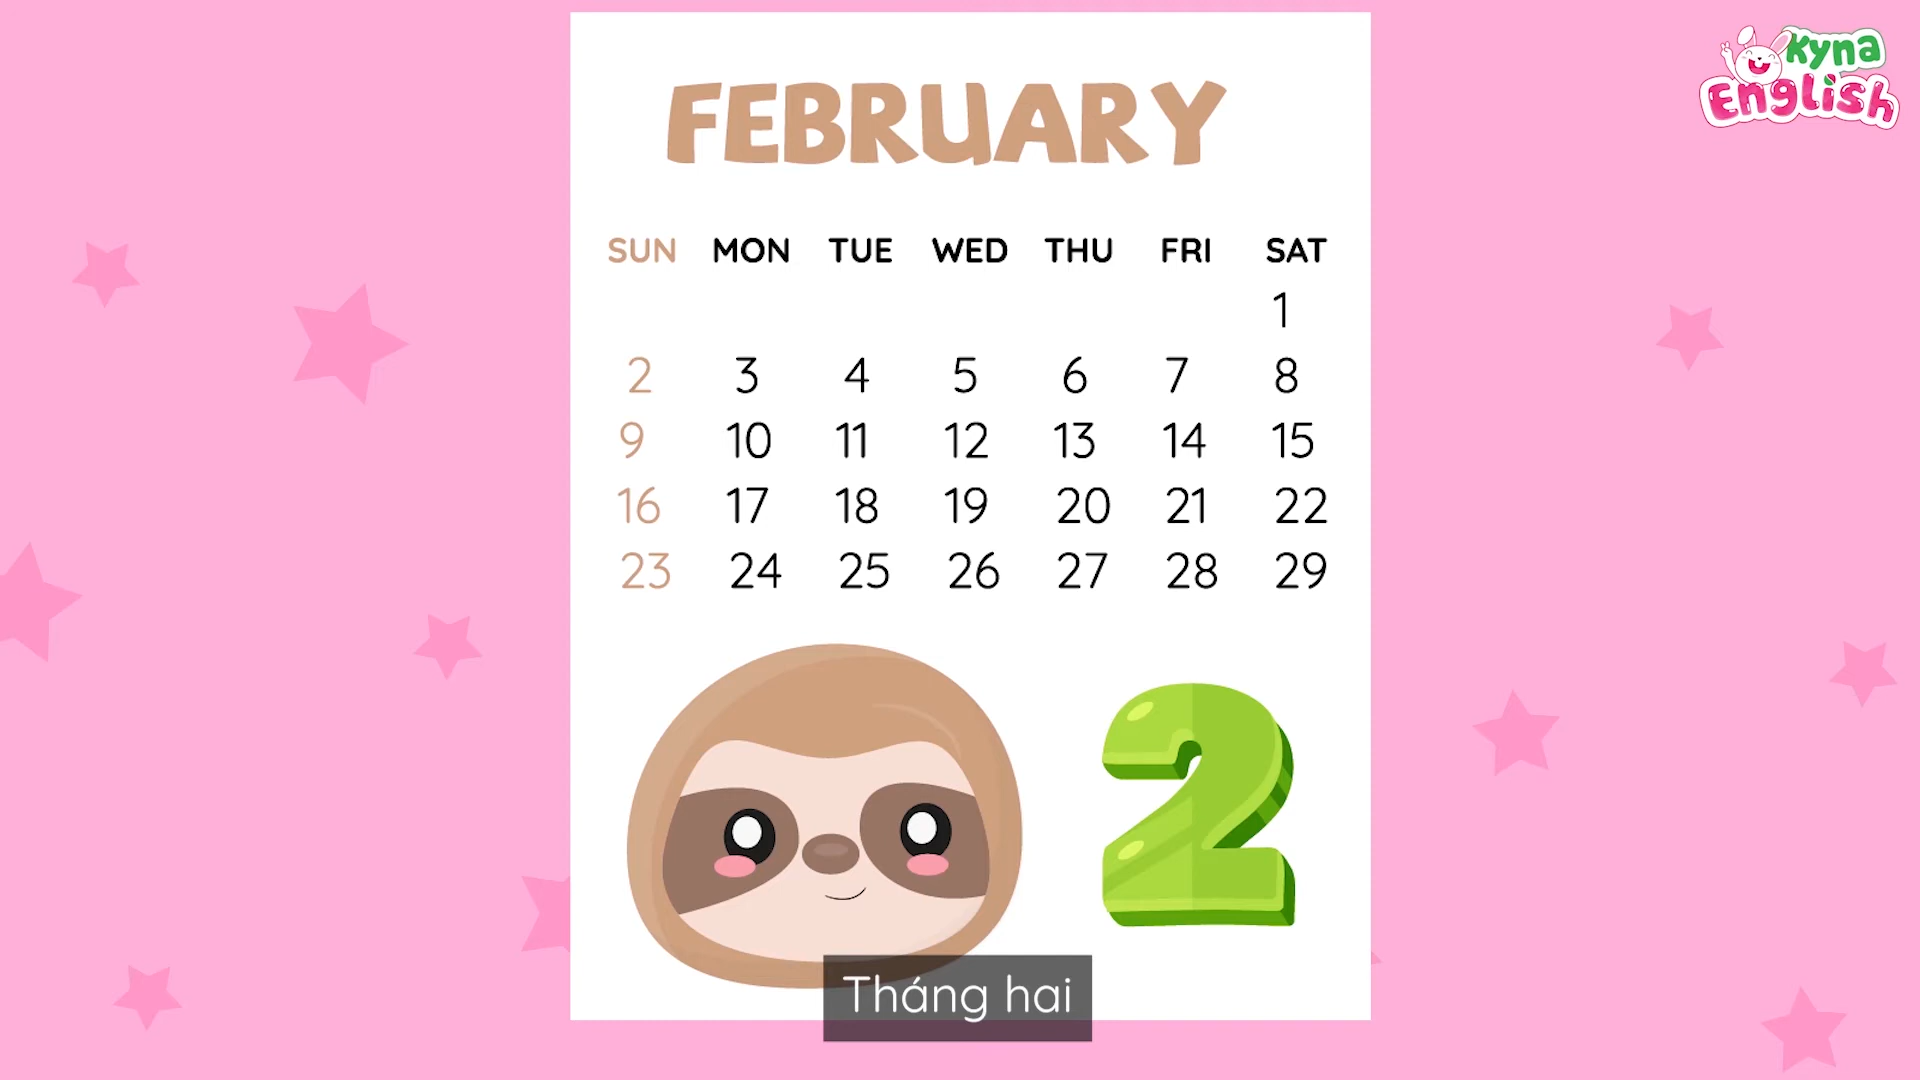 Kyna
English
FEBRUARY
SUN MON TUE WED THU FRI SAT
1
2 3 4 5 6 7 8
9 10 11 12 13 14 15
16 17 18 19 20 21 22
23 24 25 26 27 28 29
2
Tháng hai